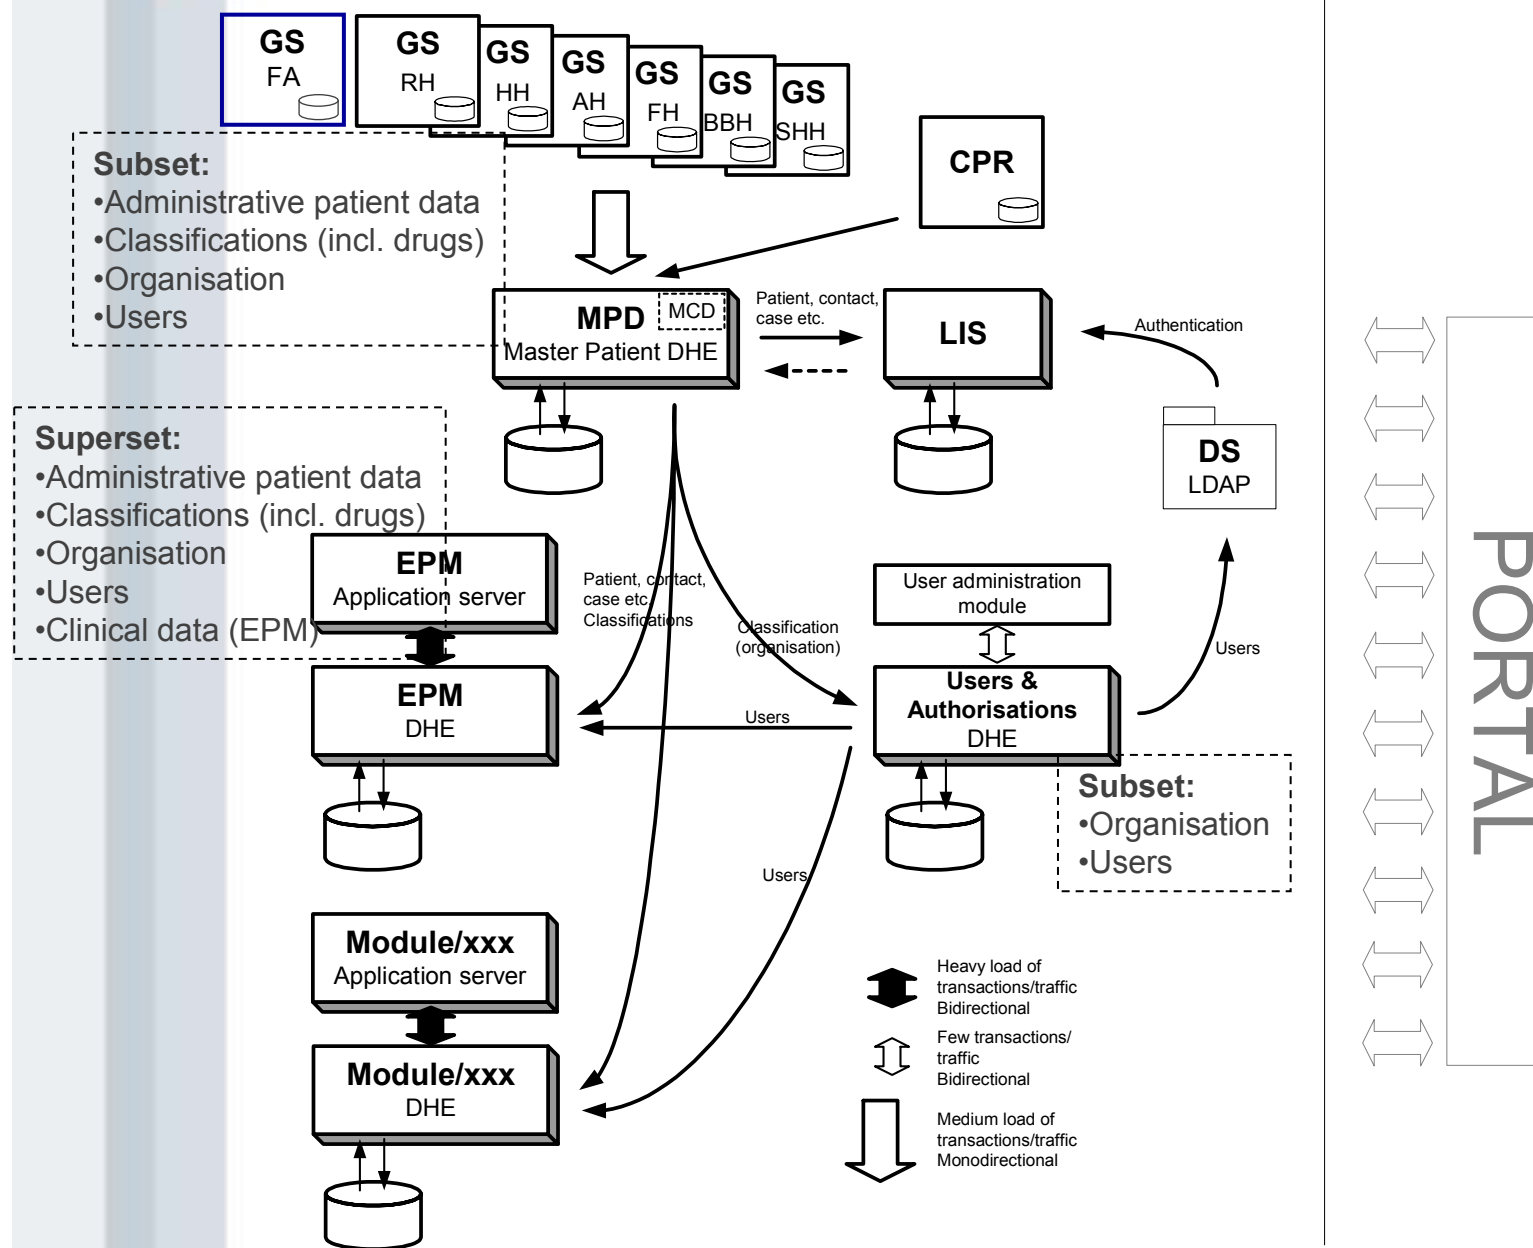 GS
FA
GS
RH
GS
HH
GS
AH
GS
FH
GS
BBH
GS
SHH
CPR
Subset:
•Administrative patient data
•Classifications (incl. drugs)
•Organisation
•Users
MPD
MCD
Master Patient DHE
Patient, contact,
case etc.
LIS
Authentication
DS
LDAP
Superset:
•Administrative patient data
•Classifications (incl. drugs)
•Organisation
•Users
•Clinical data (EPM)
EPM
Application server
Patient, contact,
case etc.
Classifications
Classification
(organisation)
User administration
module
Users
EPM
DHE
Users
Users &
Authorisations
DHE
Subset:
•Organisation
•Users
Users
Module/xxx
Application server
Module/xxx
DHE
Heavy load of
transactions/traffic
Bidirectional
Few transactions/
traffic
Bidirectional
Medium load of
transactions/traffic
Monodirectional
PORTAL